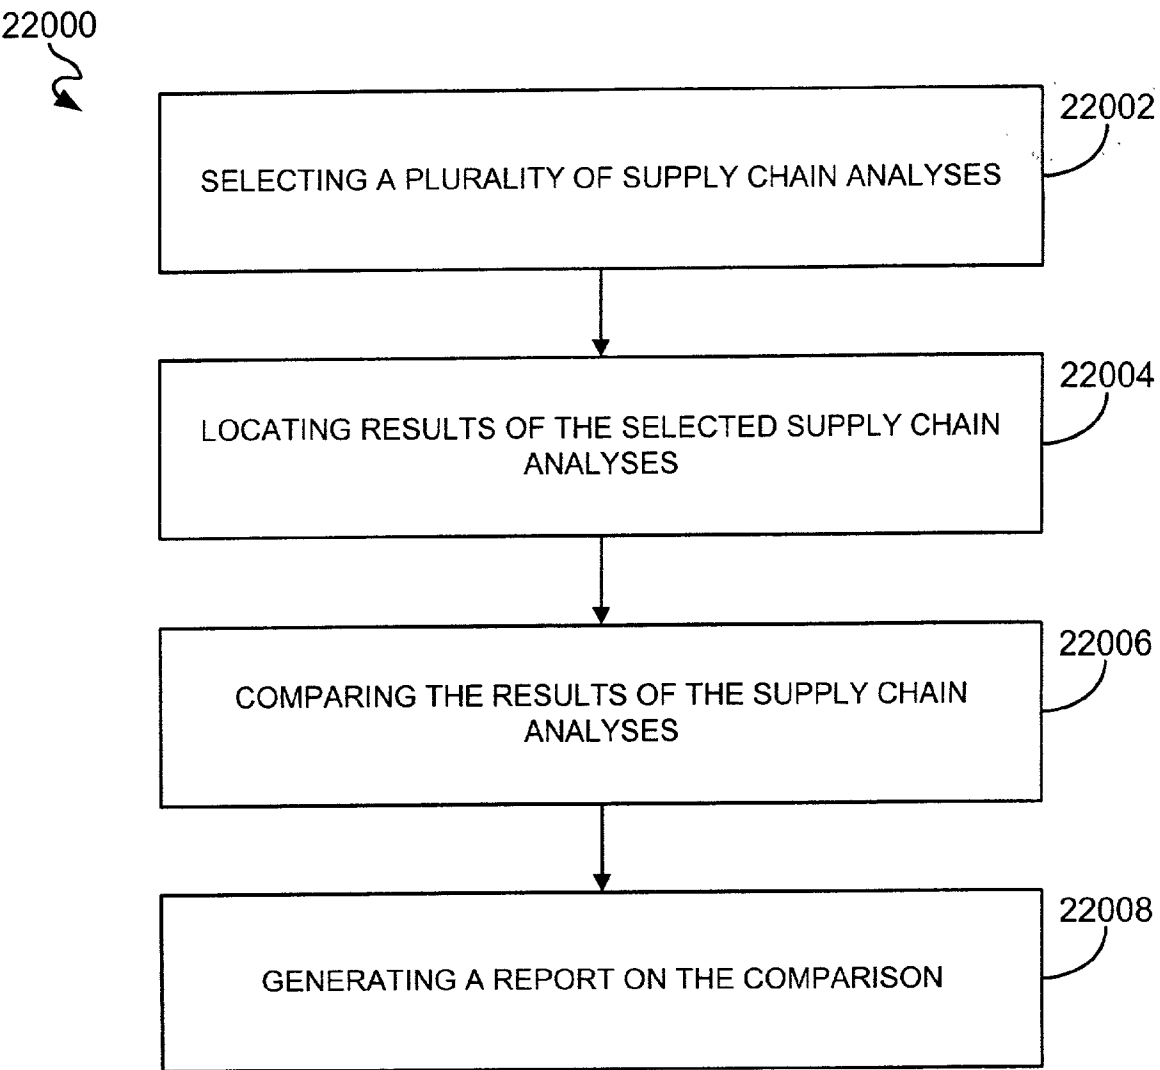 22000
22002
SELECTING A PLURALITY OF SUPPLY CHAIN ANALYSES
22004
LOCATING RESULTS OF THE SELECTED SUPPLY CHAIN
ANALYSES
22006
COMPARING THE RESULTS OF THE SUPPLY CHAIN
ANALYSES
22008
GENERATING A REPORT ON THE COMPARISON